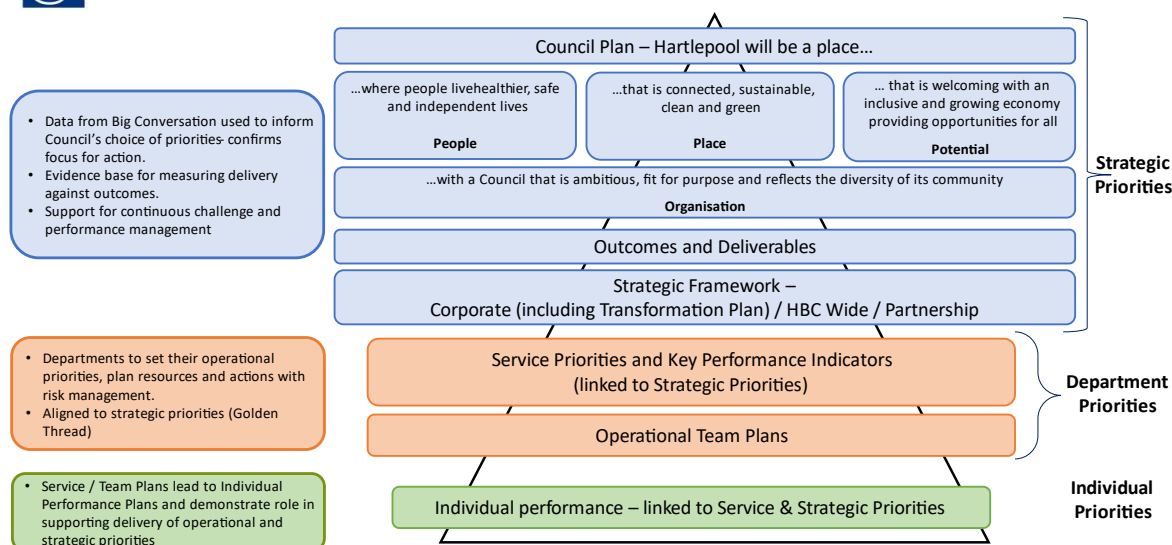 Council Plan – Hartlepool will be a place…
…where people livehealthier, safe
and independent lives
People
…that is connected, sustainable,
clean and green
Place
… that is welcoming with an
inclusive and growing economy
providing opportunities for all
Potential
…with a Council that is ambitious, fit for purpose and reflects the diversity of its community
Organisation
Outcomes and Deliverables
Strategic Framework –
Corporate (including Transformation Plan) / HBC Wide / Partnership
Strategic
Priorities
• Data from Big Conversation used to inform
Council's choice of priorities- confirms
focus for action.
• Evidence base for measuring delivery
against outcomes.
• Support for continuous challenge and
performance management
Service Priorities and Key Performance Indicators
(linked to Strategic Priorities)
Operational Team Plans
Department
Priorities
• Departments to set their operational
priorities, plan resources and actions with
risk management.
• Aligned to strategic priorities (Golden
Thread)
Individual performance – linked to Service & Strategic Priorities
Individual
Priorities
• Service / Team Plans lead to Individual
Performance Plans and demonstrate role in
supporting delivery of operational and
strategic priorities